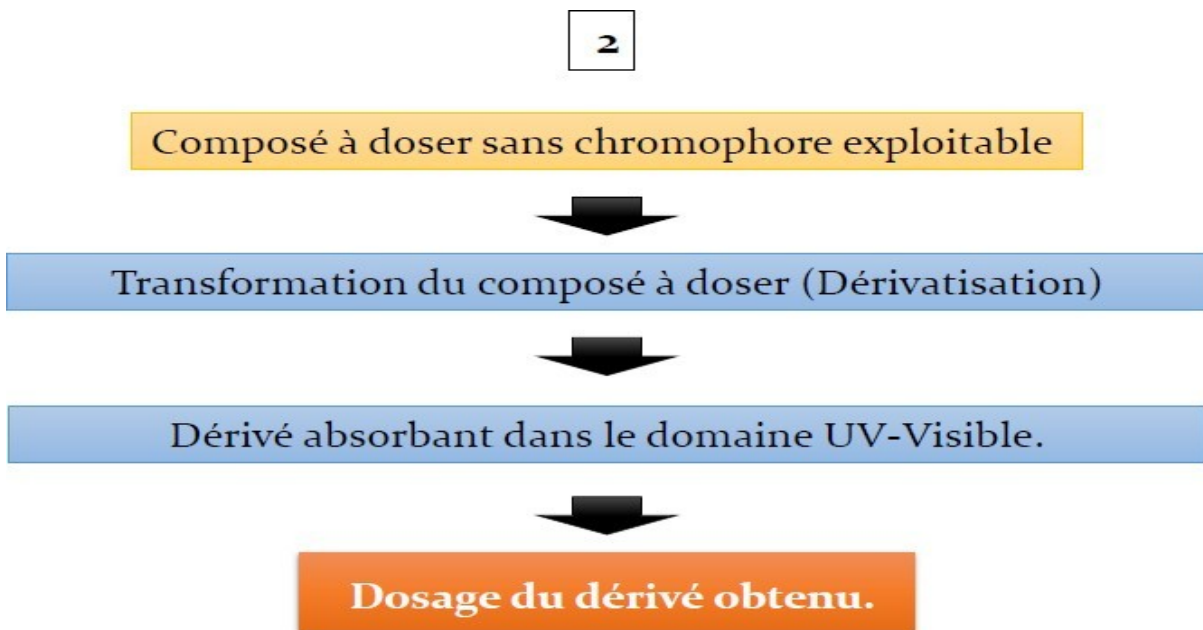 2
Composé à doser sans chromophore exploitable
Transformation du composé à doser (Dérivatisation)
Dérivé absorbant dans le domaine UV-Visible.
Dosage du dérivé obtenu.